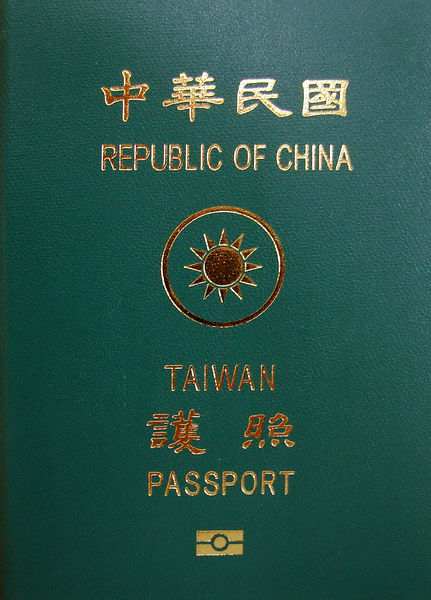 中華民國
REPUBLIC OF CHINA
TAIWAN
護照
PASSPORT